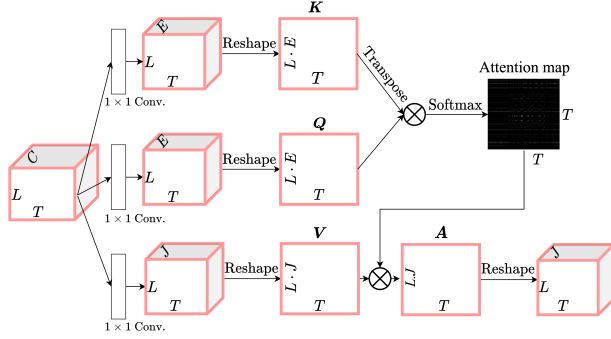 K
E
L
T
Reshape
L · E
T
1 × 1 Conv.
Transpose
Attention map
Softmax
T
T
Q
E
L
T
Reshape
L · E
T
1 × 1 Conv.
C
L
T
V
A
J
L
T
Reshape
L · J
T
L.J
T
Reshape
J
L
T
1 × 1 Conv.